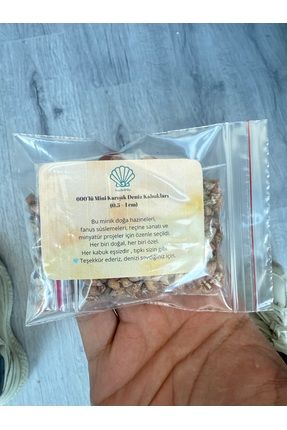 600'lü Mini Karışık Deniz Kabukları
(0.5 - 1 cm)
Bu minik doğa hazineleri,
fanus süslemeleri, reçine sanatı ve
minyatür projeler için özenle seçildi.
Her biri doğal, her biri özel.
Her kabuk eşsizdir , tıpkı sizin gibi.
🩵 Teşekkür ederiz, denizi sevdiğiniz için.